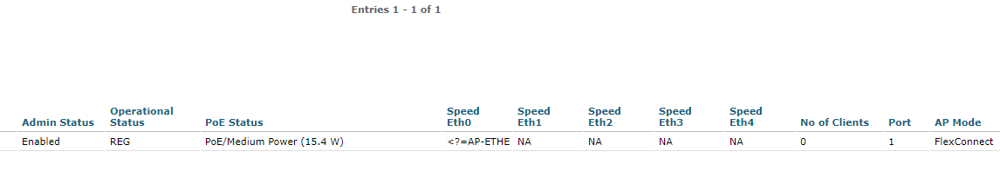 Entries 1 - 1 of 1
Admin Status Operational Status PoE Status Speed Eth0 Speed Eth1 Speed Eth2 Speed Eth3 Speed Eth4 No of Clients Port AP Mode
Enabled REG PoE/Medium Power (15.4 W) <?=AP-ETHE NA NA NA NA 0 1 FlexConnect